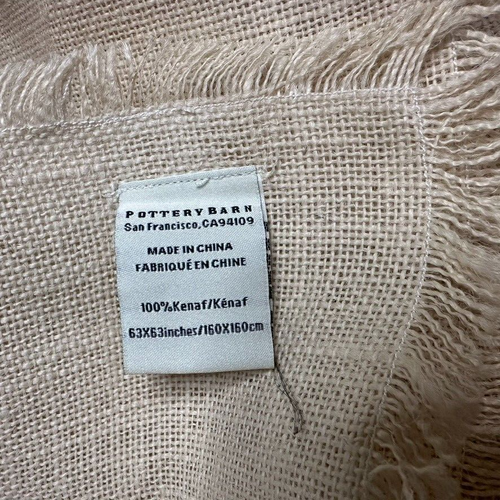 POTTERY BARN
San Francisco,CA94109
MADE IN CHINA
FABRIQUÉ EN CHINE
100%Kenaf/Kénaf
63X63inches/160X160cm